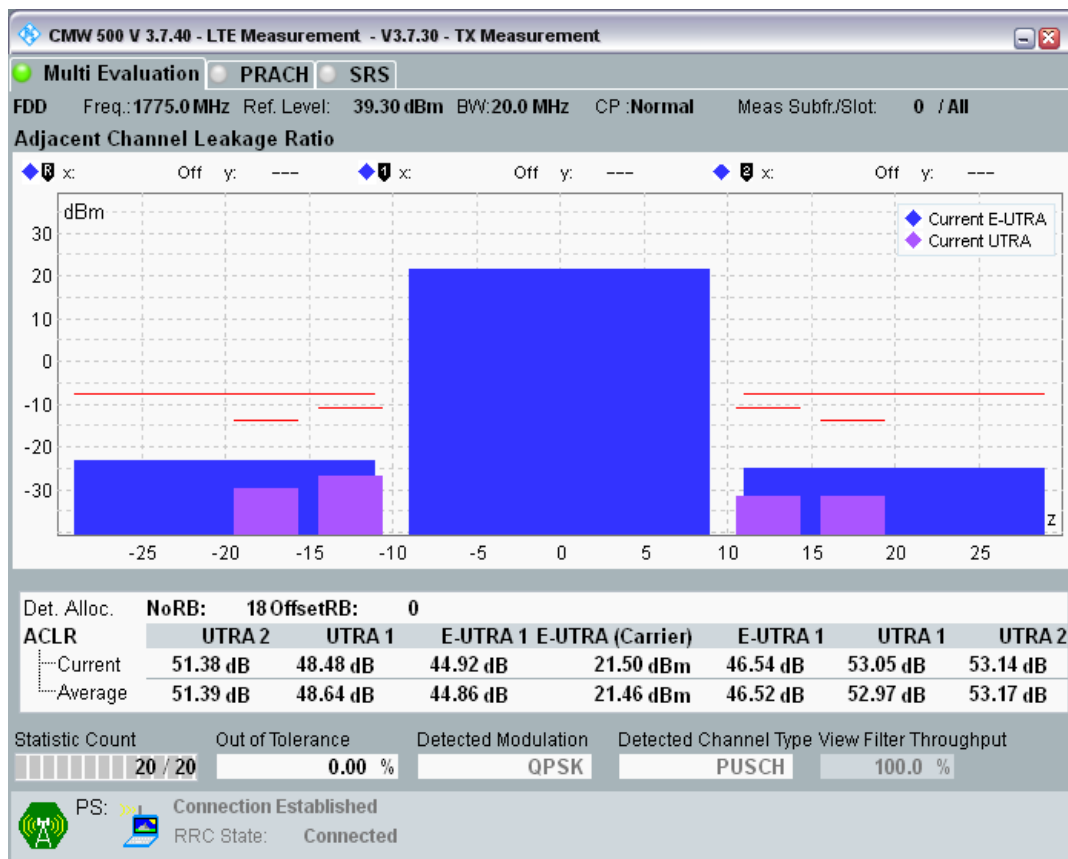 CMW 500 V 3.7.40 - LTE Measurement - V3.7.30 - TX Measurement
Multi Evaluation PRACH SRS
FDD Freq.:1775.0 MHz Ref. Level: 39.30 dBm BW:20.0 MHz CP :Normal Meas Subfr./Slot: 0 / All
Adjacent Channel Leakage Ratio
R x: Off y: --- 1 x: Off y: --- 2 x: Off y: ---
dBm
Current E-UTRA
Current UTRA
30
20
10
0
-10
-20
-30
z
-25 -20 -15 -10 -5 0 5 10 15 20 25
Det. Alloc. NoRB: 18 OffsetRB: 0
ACLR UTRA 2 UTRA 1 E-UTRA 1 E-UTRA (Carrier) E-UTRA 1 UTRA 1 UTRA 2
Current 51.38 dB 48.48 dB 44.92 dB 21.50 dBm 46.54 dB 53.05 dB 53.14 dB
Average 51.39 dB 48.64 dB 44.86 dB 21.46 dBm 46.52 dB 52.97 dB 53.17 dB
Statistic Count Out of Tolerance Detected Modulation Detected Channel Type View Filter Throughput
20 / 20 0.00 % QPSK PUSCH 100.0 %
PS: Connection Established
RRC State: Connected